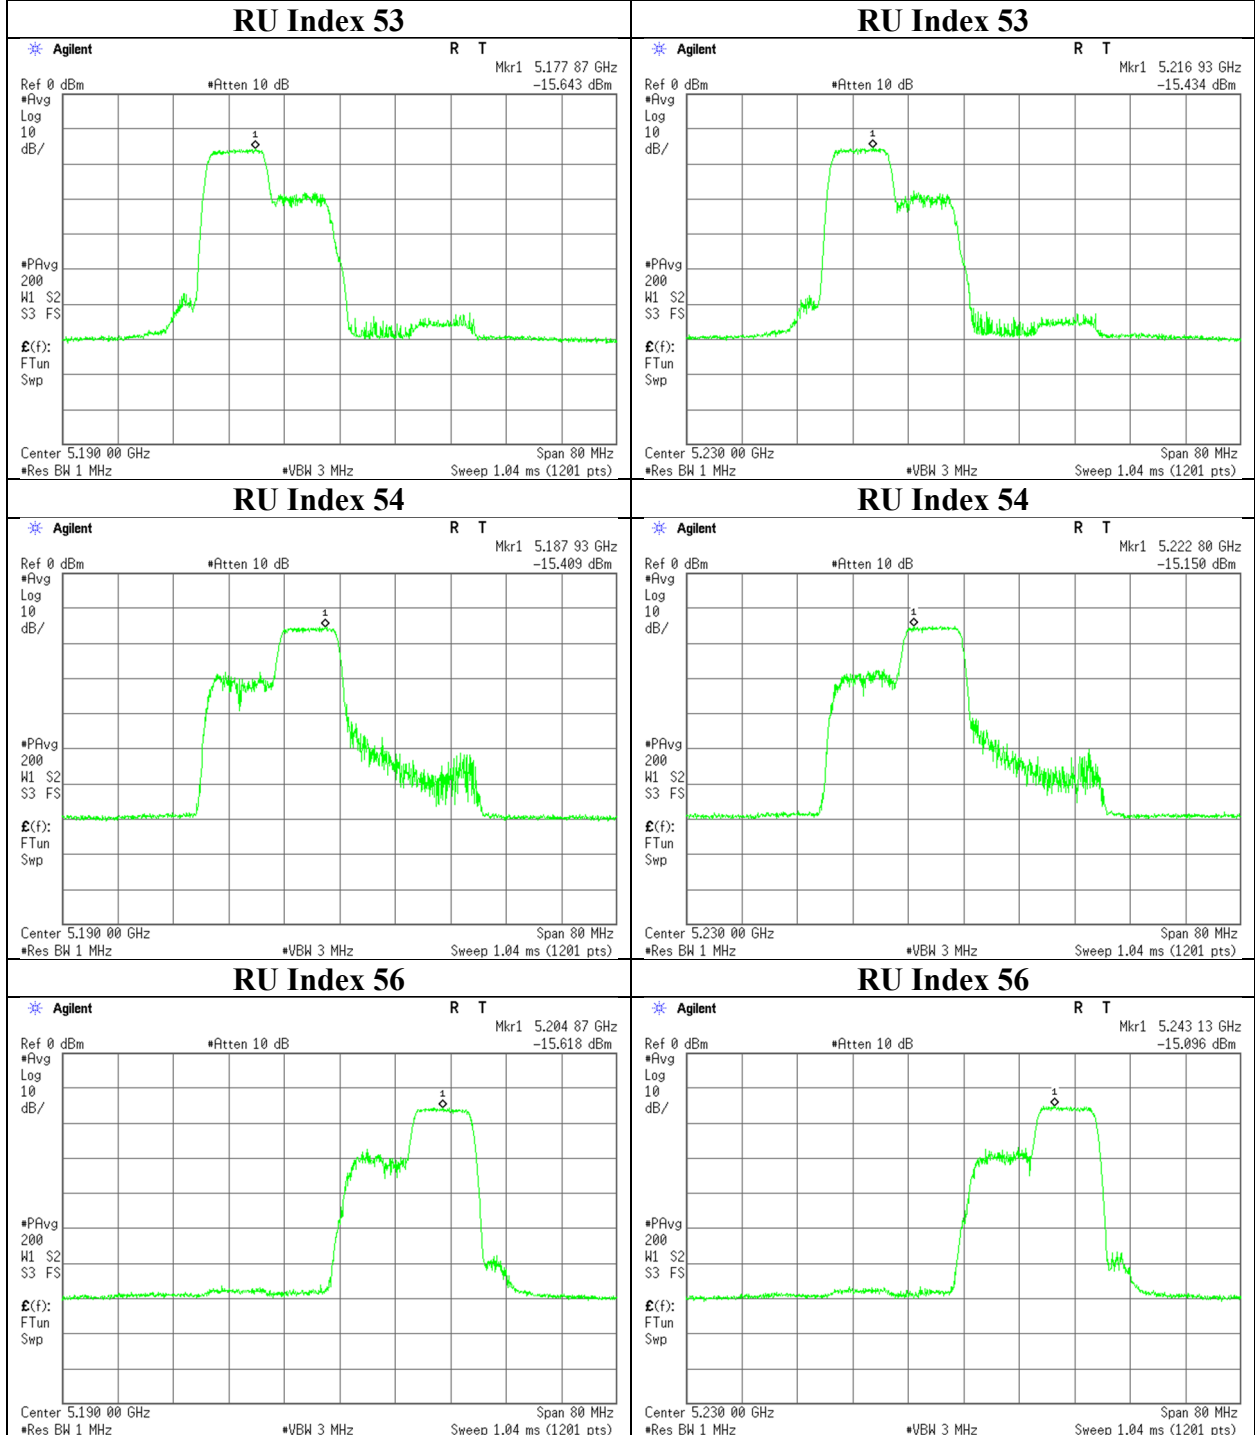 RU Index 53
Agilent R T
Mkr1 5.177 87 GHz
Ref 0 dBm #Atten 10 dB -15.643 dBm
#Avg
Log
10
dB/
1
#PAvg
200
W1 S2
S3 FS
£(f):
FTun
Swp
Center 5.190 00 GHz Span 80 MHz
#Res BW 1 MHz #VBW 3 MHz Sweep 1.04 ms (1201 pts)
RU Index 53
Agilent R T
Mkr1 5.216 93 GHz
Ref 0 dBm #Atten 10 dB -15.434 dBm
#Avg
Log
10
dB/
1
#PAvg
200
W1 S2
S3 FS
£(f):
FTun
Swp
Center 5.230 00 GHz Span 80 MHz
#Res BW 1 MHz #VBW 3 MHz Sweep 1.04 ms (1201 pts)
RU Index 54
Agilent R T
Mkr1 5.187 93 GHz
Ref 0 dBm #Atten 10 dB -15.409 dBm
#Avg
Log
10
dB/
1
#PAvg
200
W1 S2
S3 FS
£(f):
FTun
Swp
Center 5.190 00 GHz Span 80 MHz
#Res BW 1 MHz #VBW 3 MHz Sweep 1.04 ms (1201 pts)
RU Index 54
Agilent R T
Mkr1 5.222 80 GHz
Ref 0 dBm #Atten 10 dB -15.150 dBm
#Avg
Log
10
dB/
1
#PAvg
200
W1 S2
S3 FS
£(f):
FTun
Swp
Center 5.230 00 GHz Span 80 MHz
#Res BW 1 MHz #VBW 3 MHz Sweep 1.04 ms (1201 pts)
RU Index 56
Agilent R T
Mkr1 5.204 87 GHz
Ref 0 dBm #Atten 10 dB -15.618 dBm
#Avg
Log
10
dB/
1
#PAvg
200
W1 S2
S3 FS
£(f):
FTun
Swp
Center 5.190 00 GHz Span 80 MHz
#Res BW 1 MHz #VBW 3 MHz Sweep 1.04 ms (1201 pts)
RU Index 56
Agilent R T
Mkr1 5.243 13 GHz
Ref 0 dBm #Atten 10 dB -15.096 dBm
#Avg
Log
10
dB/
1
#PAvg
200
W1 S2
S3 FS
£(f):
FTun
Swp
Center 5.230 00 GHz Span 80 MHz
#Res BW 1 MHz #VBW 3 MHz Sweep 1.04 ms (1201 pts)